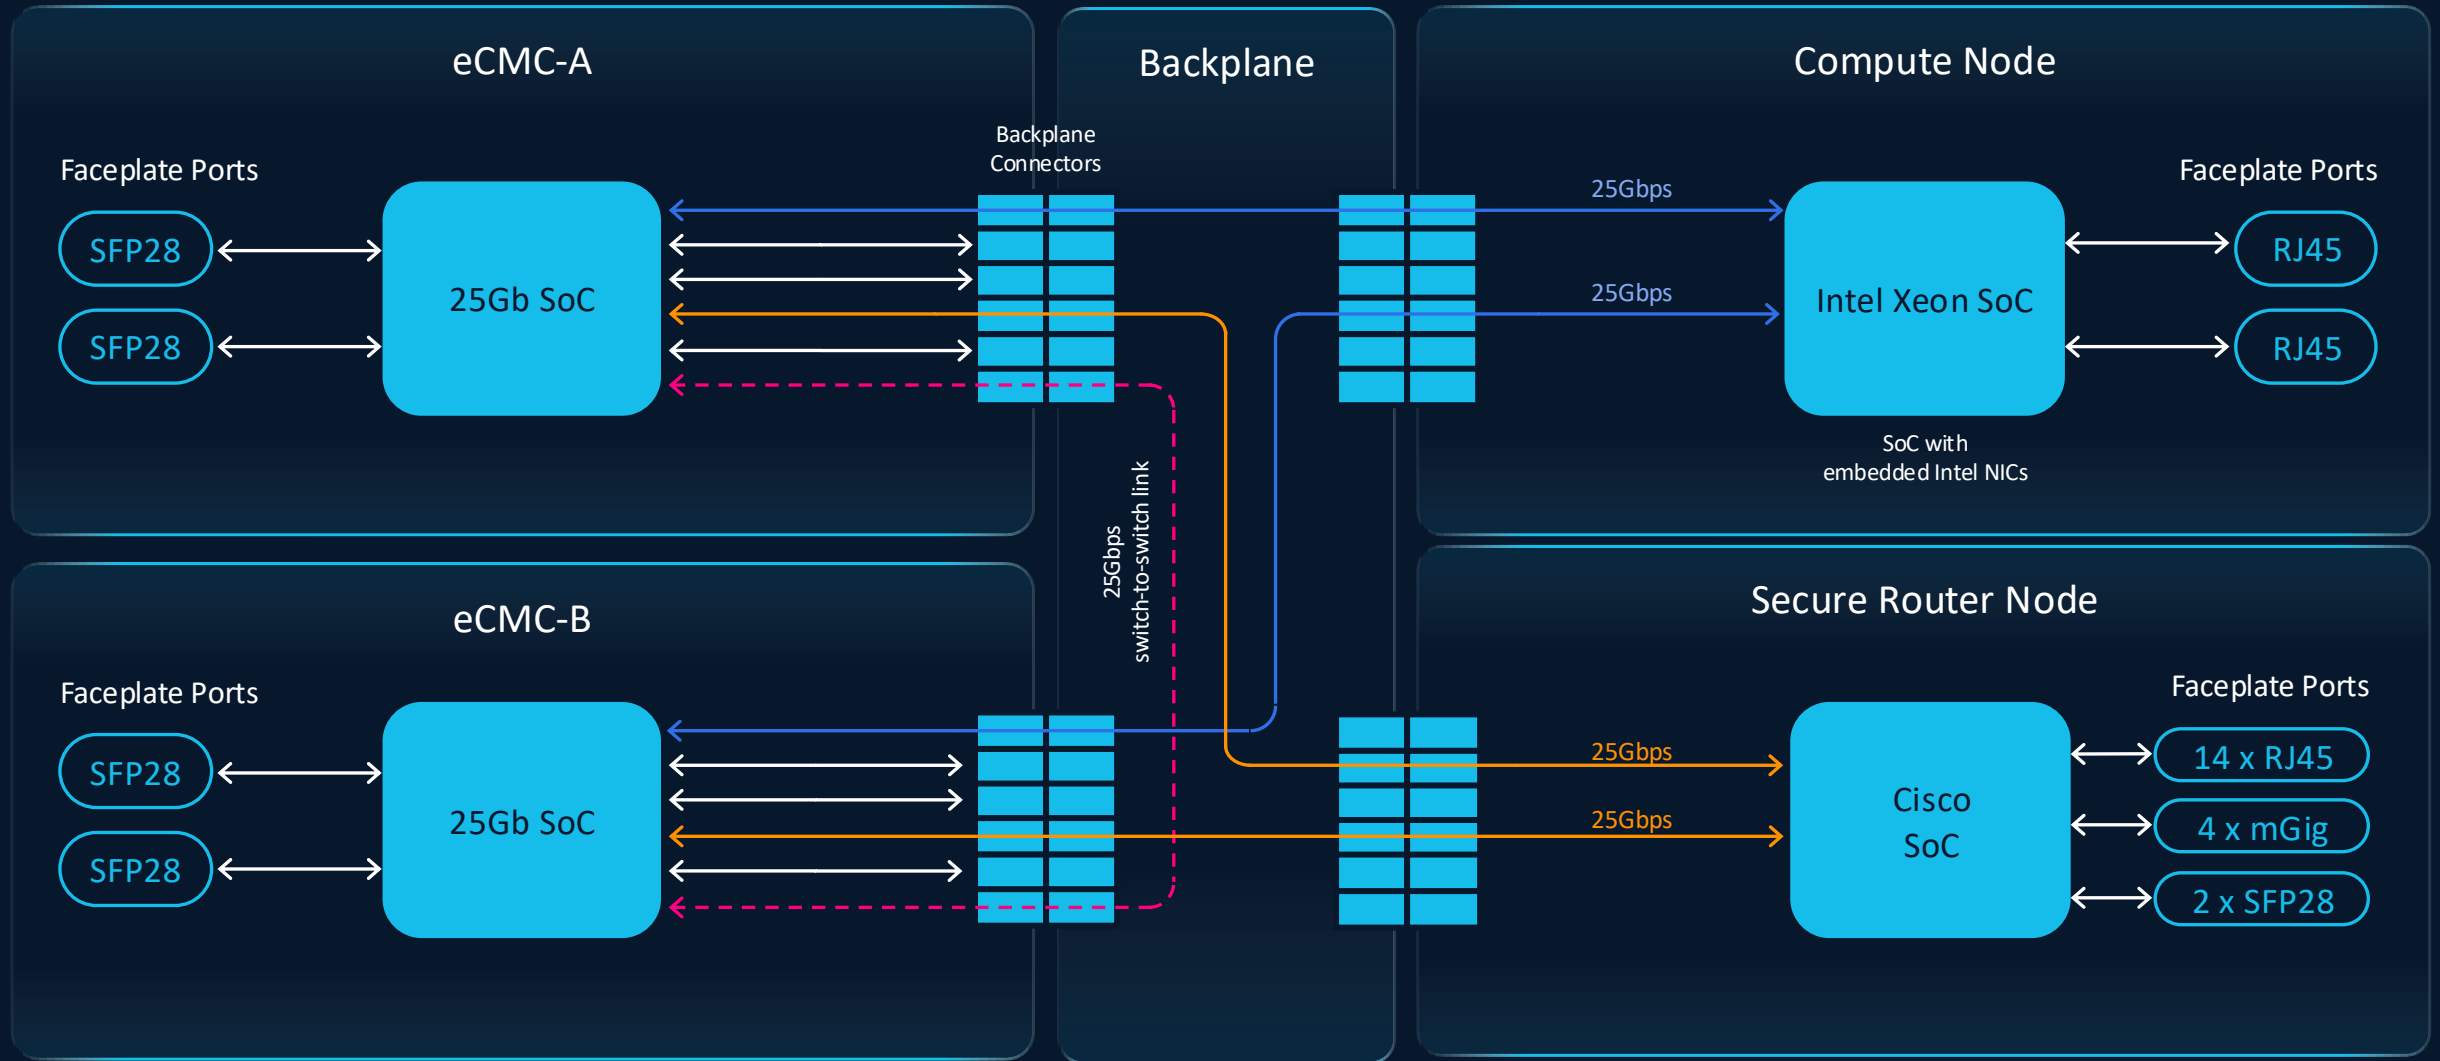 eCMC-A
Backplane
Compute Node
Backplane
Connectors
Faceplate Ports
SFP28
SFP28
25Gb SoC
25Gbps
25Gbps
Intel Xeon SoC
SoC with
embedded Intel NICs
Faceplate Ports
RJ45
RJ45
25Gbps
switch-to-switch link
eCMC-B
Faceplate Ports
SFP28
SFP28
25Gb SoC
Secure Router Node
25Gbps
25Gbps
Cisco
SoC
Faceplate Ports
14 x RJ45
4 x mGig
2 x SFP28